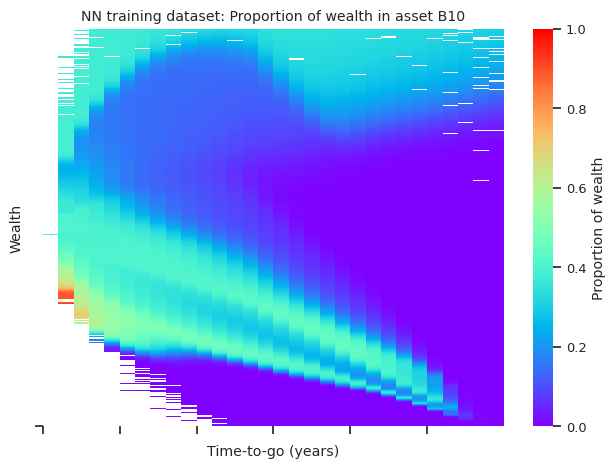 NN training dataset: Proportion of wealth in asset B10
Wealth
Time-to-go (years)
1.0
0.8
0.6
0.4
0.2
0.0
Proportion of wealth